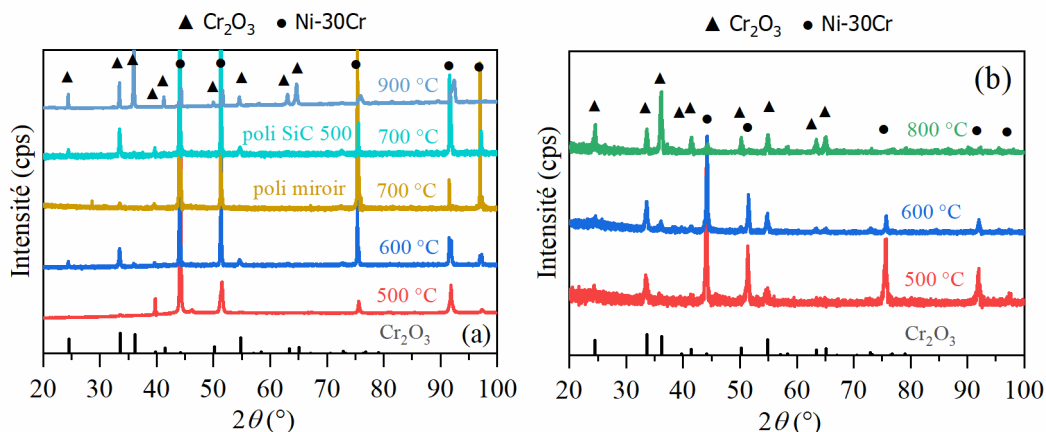 ▲ Cr₂O₃ ● Ni-30Cr
Intensité (cps)
900 °C
poli SiC 500 700 °C
poli miroir 700 °C
600 °C
500 °C
Cr₂O₃
(a)
20 30 40 50 60 70 80 90 100
2θ (°)
▲ Cr₂O₃ ● Ni-30Cr
(b)
Intensité (cps)
800 °C
600 °C
500 °C
Cr₂O₃
20 30 40 50 60 70 80 90 100
2θ (°)